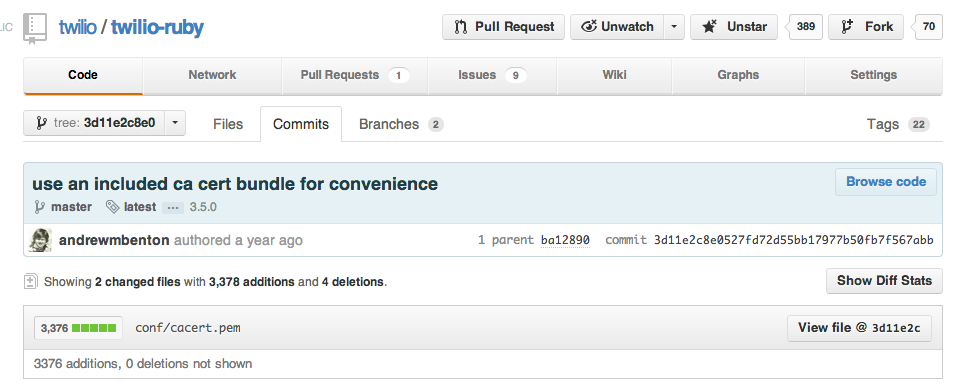 LIC twilio / twilio-ruby Pull Request Unwatch Unstar 389 Fork 70
Code Network Pull Requests 1 Issues 9 Wiki Graphs Settings
tree: 3d11e2c8e0 Files Commits Branches 2 Tags 22
use an included ca cert bundle for convenience Browse code
master latest ... 3.5.0
andrewmbenton authored a year ago 1 parent ba12890 commit 3d11e2c8e0527fd72d55bb17977b50fb7f567abb
Showing 2 changed files with 3,378 additions and 4 deletions. Show Diff Stats
3,376 conf/cacert.pem View file @ 3d11e2c
3376 additions, 0 deletions not shown